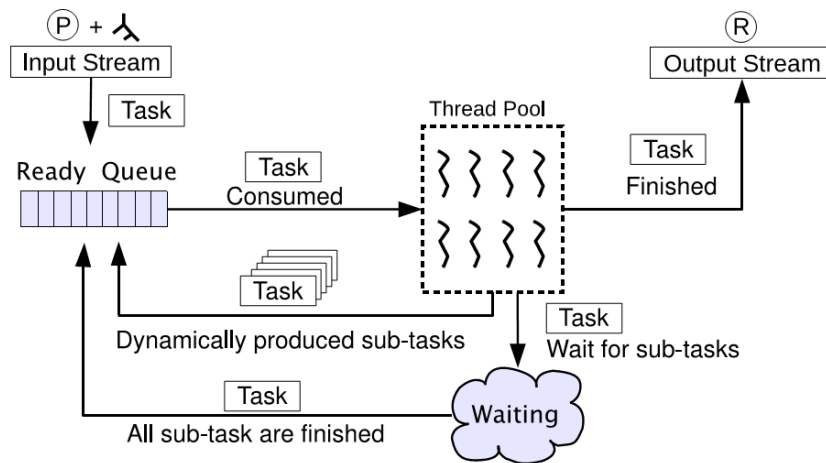 P +
R
Input Stream
Output Stream
Task
Thread Pool
Ready Queue
Task
Consumed
Task
Finished
Task
Dynamically produced sub-tasks
Task
Wait for sub-tasks
Task
All sub-task are finished
Waiting